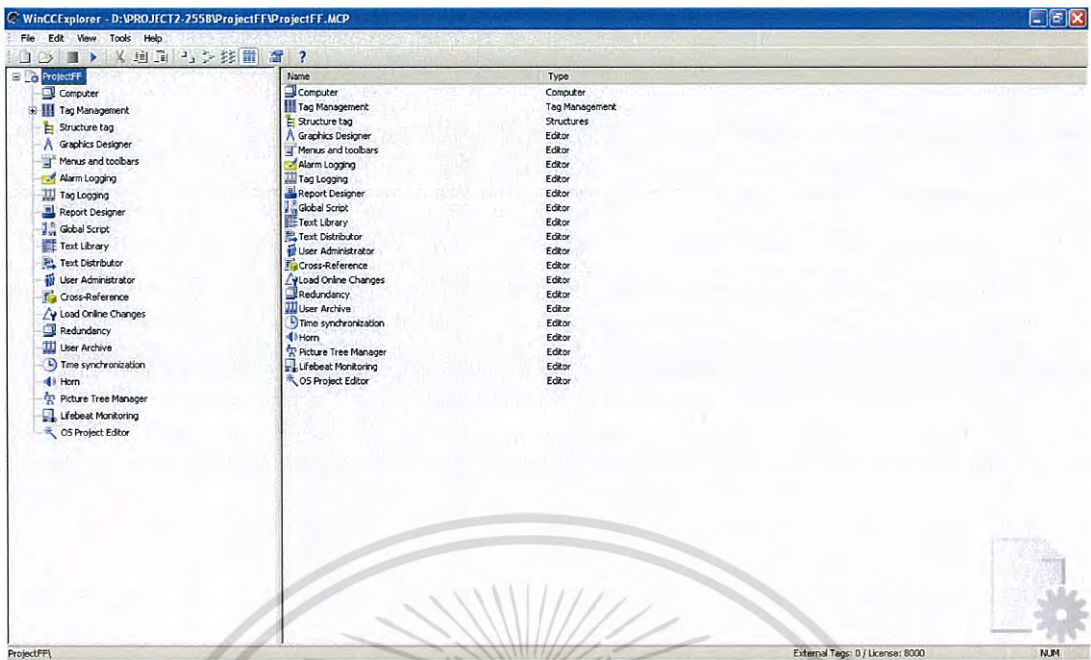 WinCCExplorer - D:\PROJECT2-2558\ProjectFF\ProjectFF.MCP
File Edit View Tools Help
ProjectFF
Computer
Tag Management
Structure tag
Graphics Designer
Menus and toolbars
Alarm Logging
Tag Logging
Report Designer
Global Script
Text Library
Text Distributor
User Administrator
Cross-Reference
Load Online Changes
Redundancy
User Archive
Time synchronization
Horn
Picture Tree Manager
Lifebeat Monitoring
OS Project Editor
Name Type
Computer Computer
Tag Management Tag Management
Structure tag Structures
Graphics Designer Editor
Menus and toolbars Editor
Alarm Logging Editor
Tag Logging Editor
Report Designer Editor
Global Script Editor
Text Library Editor
Text Distributor Editor
User Administrator Editor
Cross-Reference Editor
Load Online Changes Editor
Redundancy Editor
User Archive Editor
Time synchronization Editor
Horn Editor
Picture Tree Manager Editor
Lifebeat Monitoring Editor
OS Project Editor Editor
ProjectFF\ External Tags: 0 / License: 8000 NUM